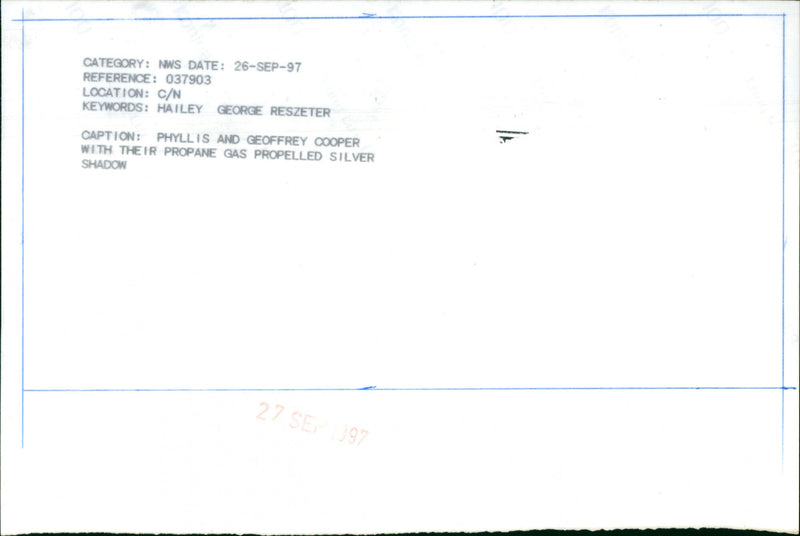 CATEGORY: NWS DATE: 26-SEP-97
REFERENCE: 037903
LOCATION: C/N
KEYWORDS: HAILEY GEORGE RESZETER
CAPTION: PHYLLIS AND GEOFFREY COOPER
WITH THEIR PROPANE GAS PROPELLED SILVER
SHADOW
27 SEP 1997